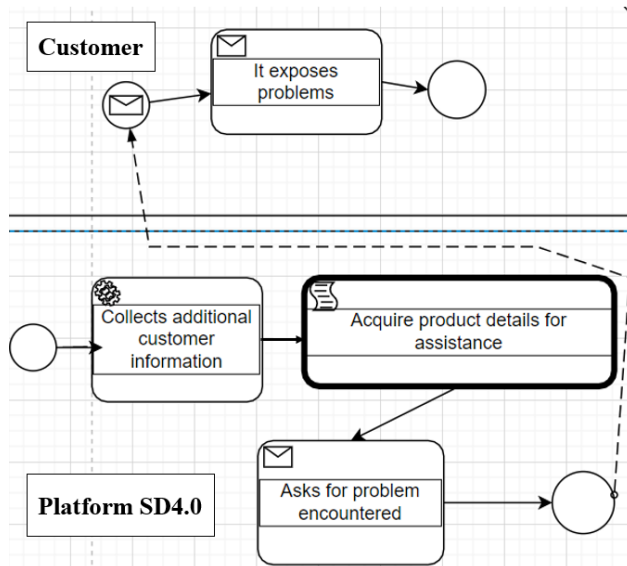 Customer
It exposes
problems
Collects additional
customer
information
Acquire product details for
assistance
Asks for problem
encountered
Platform SD4.0